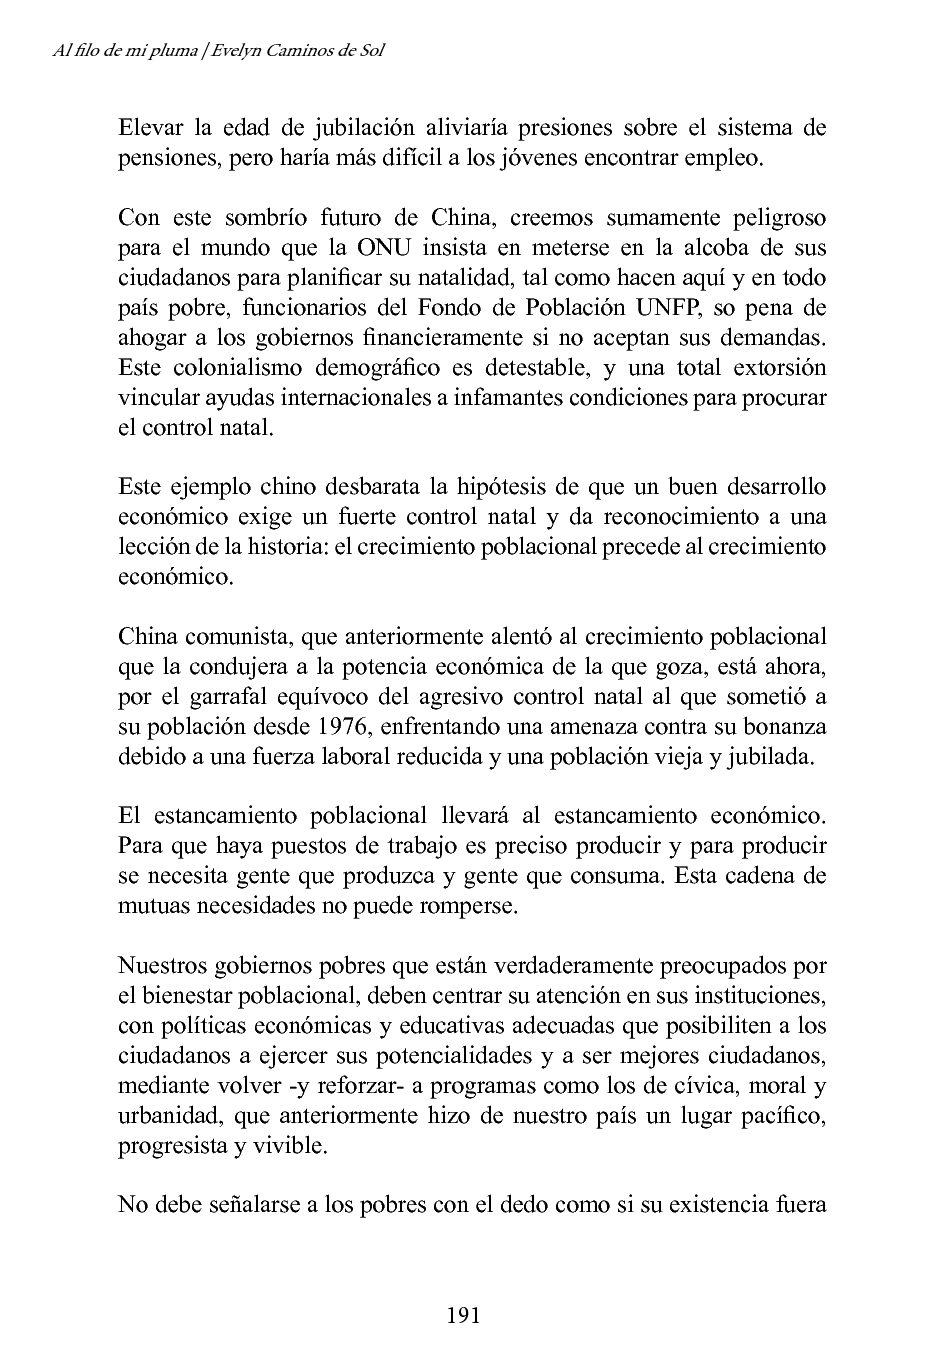 Al filo de mi pluma / Evelyn Caminos de Sol
Elevar la edad de jubilación aliviaría presiones sobre el sistema de
pensiones, pero haría más difícil a los jóvenes encontrar empleo.
Con este sombrío futuro de China, creemos sumamente peligroso
para el mundo que la ONU insista en meterse en la alcoba de sus
ciudadanos para planificar su natalidad, tal como hacen aquí y en todo
país pobre, funcionarios del Fondo de Población UNFP, so pena de
ahogar a los gobiernos financieramente si no aceptan sus demandas.
Este colonialismo demográfico es detestable, y una total extorsión
vincular ayudas internacionales a infamantes condiciones para procurar
el control natal.
Este ejemplo chino desbarata la hipótesis de que un buen desarrollo
económico exige un fuerte control natal y da reconocimiento a una
lección de la historia: el crecimiento poblacional precede al crecimiento
económico.
China comunista, que anteriormente alentó al crecimiento poblacional
que la condujera a la potencia económica de la que goza, está ahora,
por el garrafal equívoco del agresivo control natal al que sometió a
su población desde 1976, enfrentando una amenaza contra su bonanza
debido a una fuerza laboral reducida y una población vieja y jubilada.
El estancamiento poblacional llevará al estancamiento económico.
Para que haya puestos de trabajo es preciso producir y para producir
se necesita gente que produzca y gente que consuma. Esta cadena de
mutuas necesidades no puede romperse.
Nuestros gobiernos pobres que están verdaderamente preocupados por
el bienestar poblacional, deben centrar su atención en sus instituciones,
con políticas económicas y educativas adecuadas que posibiliten a los
ciudadanos a ejercer sus potencialidades y a ser mejores ciudadanos,
mediante volver -y reforzar- a programas como los de cívica, moral y
urbanidad, que anteriormente hizo de nuestro país un lugar pacífico,
progresista y vivible.
No debe señalarse a los pobres con el dedo como si su existencia fuera
191